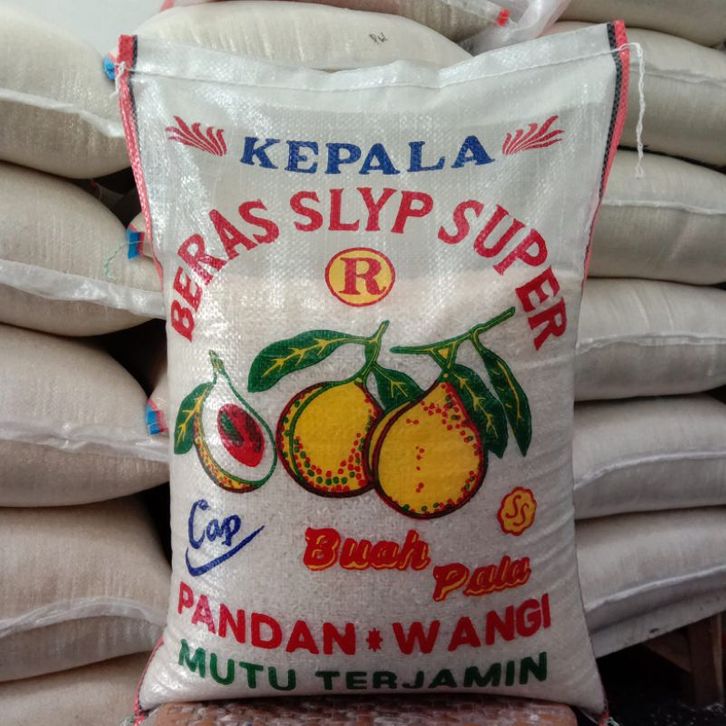 KEPALA
BERAS SLYP SUPER
R
Cap
SS
Buah
Pala
PANDAN * WANGI
MUTU TERJAMIN